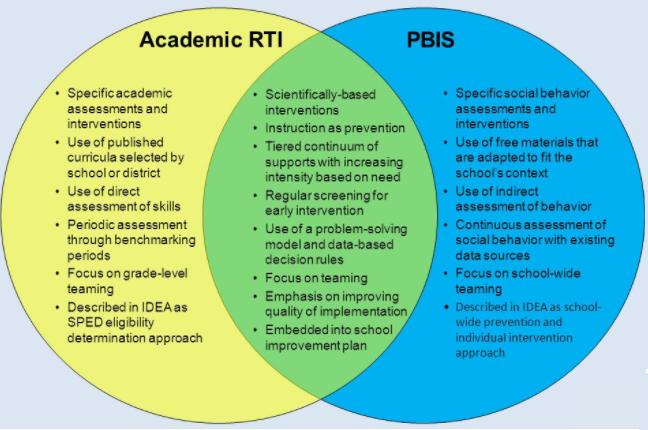 Academic RTI
• Specific academic
assessments and
interventions
• Use of published
curricula selected by
school or district
• Use of direct
assessment of skills
• Periodic assessment
through benchmarking
periods
• Focus on grade-level
teaming
• Described in IDEA as
SPED eligibility
determination approach
• Scientifically-based
interventions
• Instruction as prevention
• Tiered continuum of
supports with increasing
intensity based on need
• Regular screening for
early intervention
• Use of a problem-solving
model and data-based
decision rules
• Focus on teaming
• Emphasis on improving
quality of implementation
• Embedded into school
improvement plan
PBIS
• Specific social behavior
assessments and
interventions
• Use of free materials that
are adapted to fit the
school's context
• Use of indirect
assessment of behavior
• Continuous assessment of
social behavior with existing
data sources
• Focus on school-wide
teaming
• Described in IDEA as school-
wide prevention and
individual intervention
approach